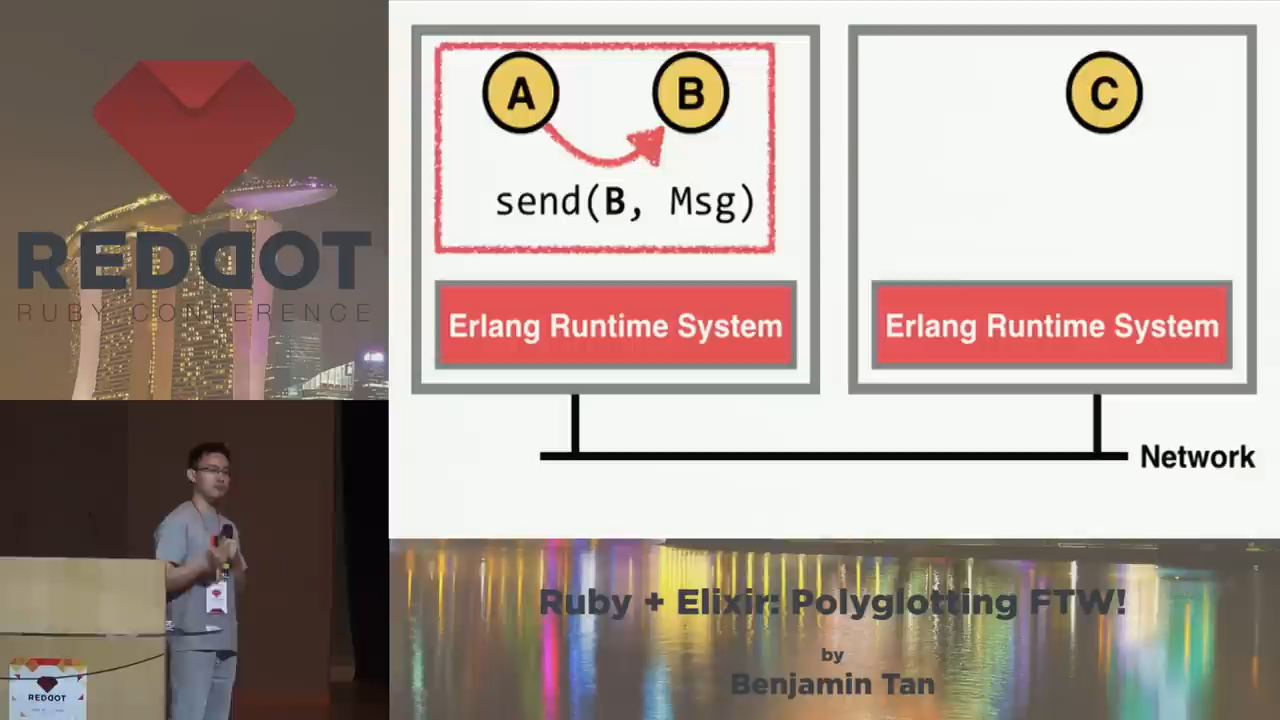 REDDOT
RUBY CONFERENCE
A
B
send(B, Msg)
Erlang Runtime System
C
Erlang Runtime System
Network
REDDOT
Ruby + Elixir: Polyglotting FTW!
by
Benjamin Tan